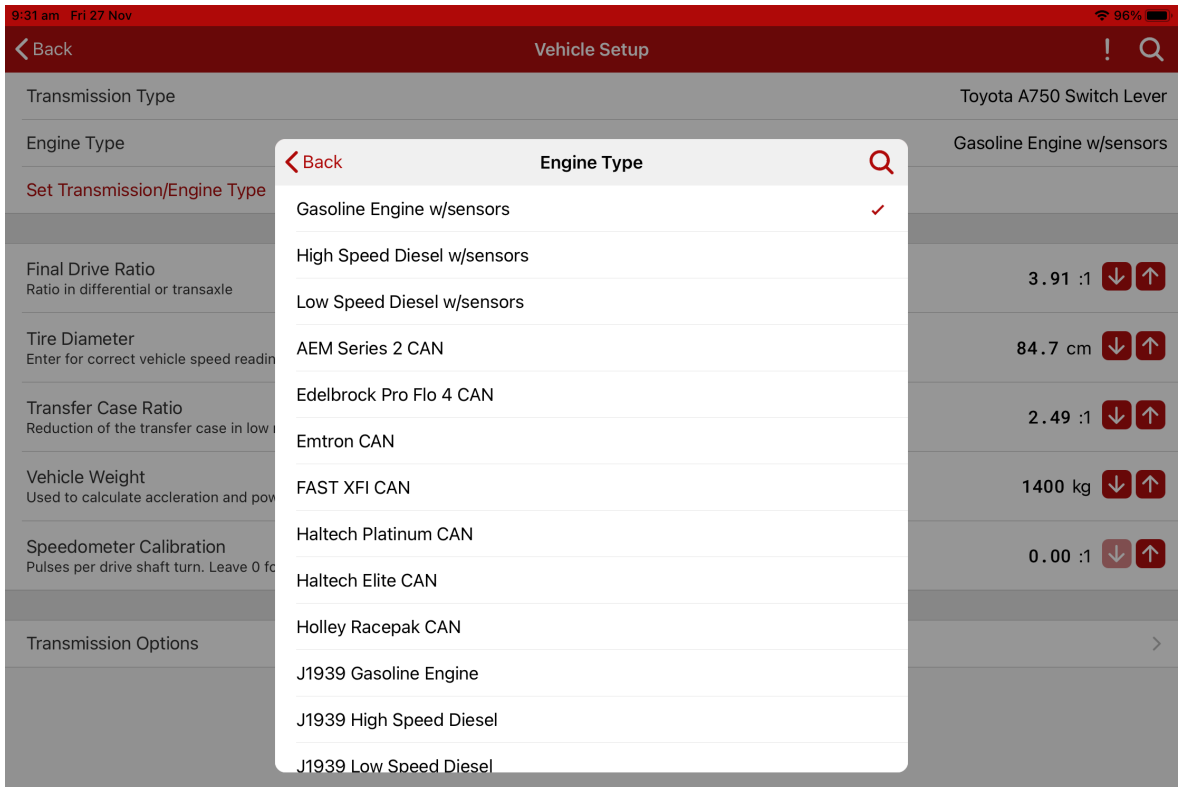 9:31 am Fri 27 Nov
96%
Back
Vehicle Setup
!
Transmission Type
Toyota A750 Switch Lever
Engine Type
Gasoline Engine w/sensors
Set Transmission/Engine Type
Final Drive Ratio
Ratio in differential or transaxle
3.91 :1
Tire Diameter
Enter for correct vehicle speed readin
84.7 cm
Transfer Case Ratio
Reduction of the transfer case in low
2.49 :1
Vehicle Weight
Used to calculate accleration and pow
1400 kg
Speedometer Calibration
Pulses per drive shaft turn. Leave 0 fo
0.00 :1
Transmission Options
Back
Engine Type
Gasoline Engine w/sensors
High Speed Diesel w/sensors
Low Speed Diesel w/sensors
AEM Series 2 CAN
Edelbrock Pro Flo 4 CAN
Emtron CAN
FAST XFI CAN
Haltech Platinum CAN
Haltech Elite CAN
Holley Racepak CAN
J1939 Gasoline Engine
J1939 High Speed Diesel
J1939 Low Speed Diesel